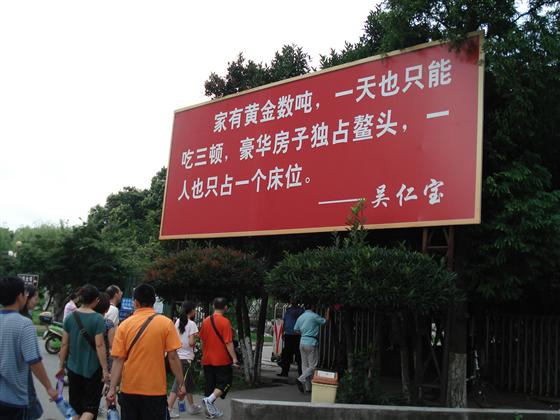 家有黄金数吨，一天也只能
吃三顿，豪华房子独占鳌头，一
人也只占一个床位。
——吴仁宝